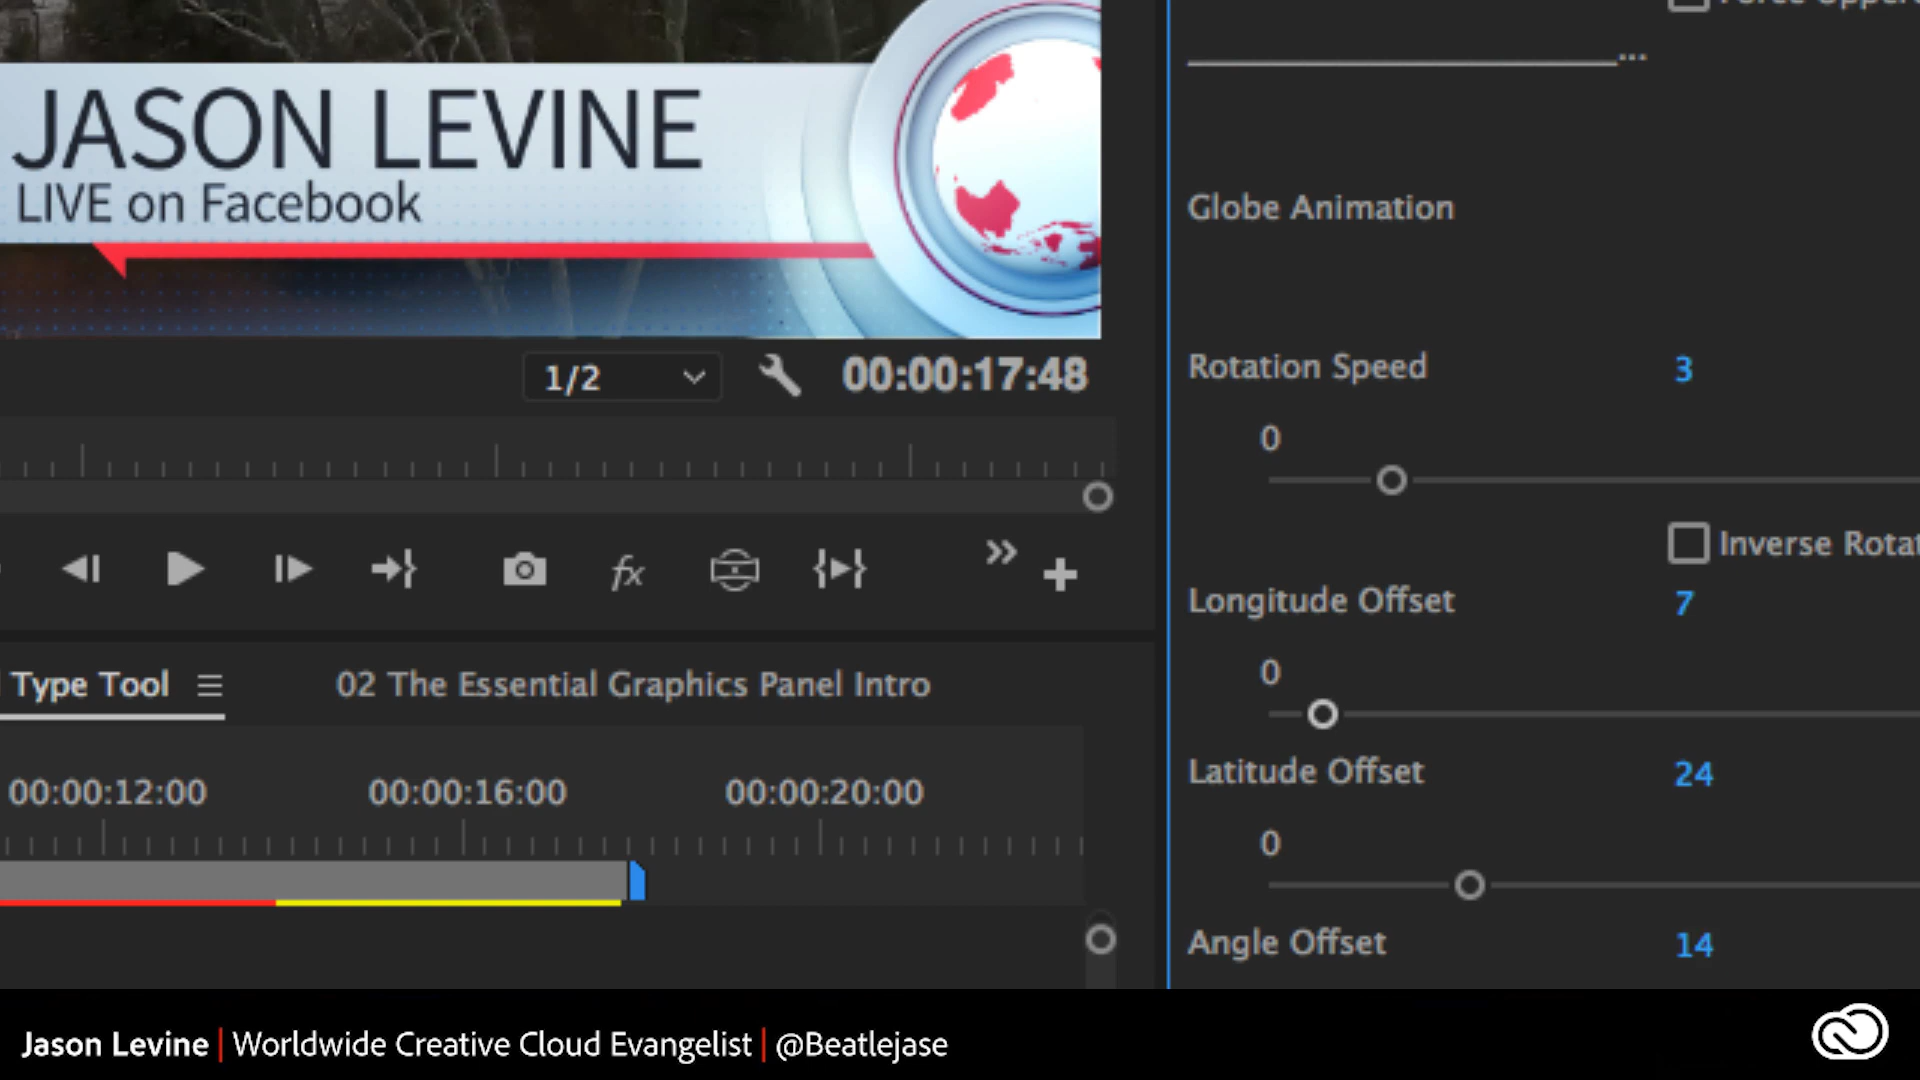 JASON LEVINE
LIVE on Facebook
1/2
00:00:17:48
fx
Type Tool
02 The Essential Graphics Panel Intro
00:00:12:00
00:00:16:00
00:00:20:00
...
Globe Animation
Rotation Speed 3
0
Inverse Rotat
Longitude Offset 7
0
Latitude Offset 24
0
Angle Offset 14
Jason Levine | Worldwide Creative Cloud Evangelist | @Beatlejase